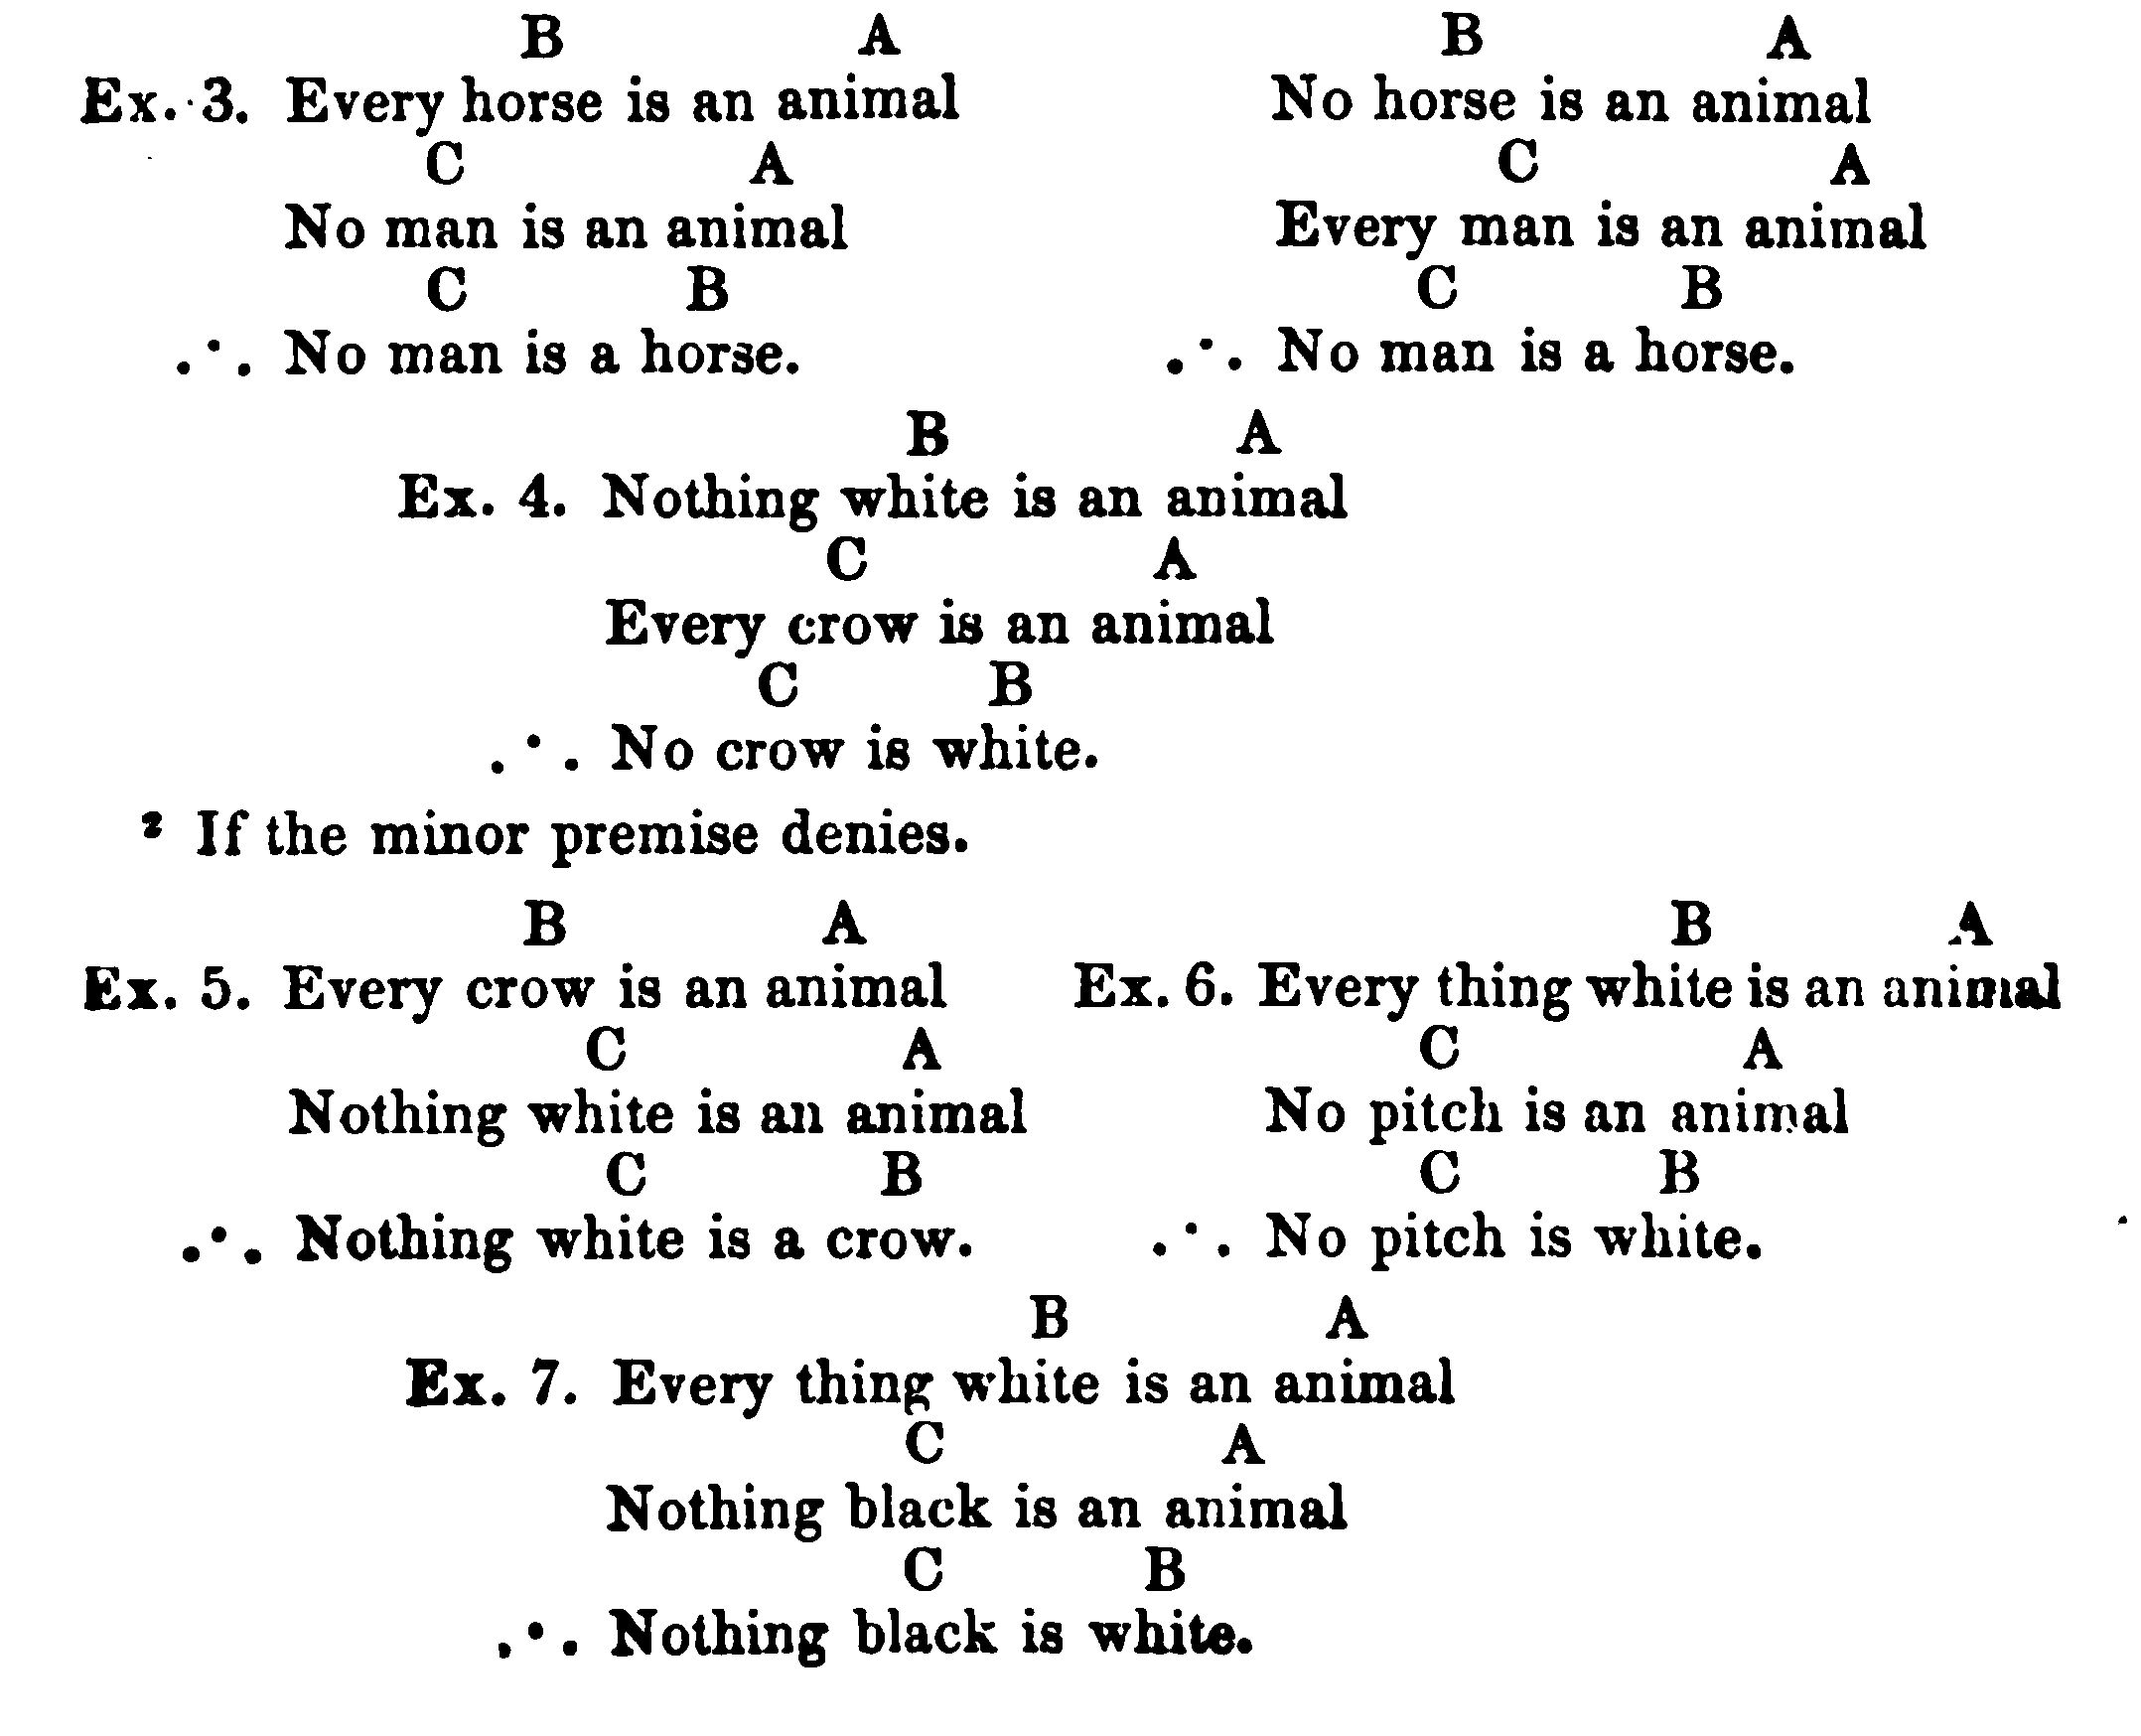 B A B A
Ex. 3. Every horse is an animal No horse is an animal
C A C A
No man is an animal Every man is an animal
C B C B
∴ No man is a horse. ∴ No man is a horse.
B A
Ex. 4. Nothing white is an animal
C A
Every crow is an animal
C B
∴ No crow is white.
² If the minor premise denies.
B A B A
Ex. 5. Every crow is an animal Ex. 6. Every thing white is an animal
C A C A
Nothing white is an animal No pitch is an animal
C B C B
∴ Nothing white is a crow. ∴ No pitch is white.
B A
Ex. 7. Every thing white is an animal
C A
Nothing black is an animal
C B
∴ Nothing black is white.